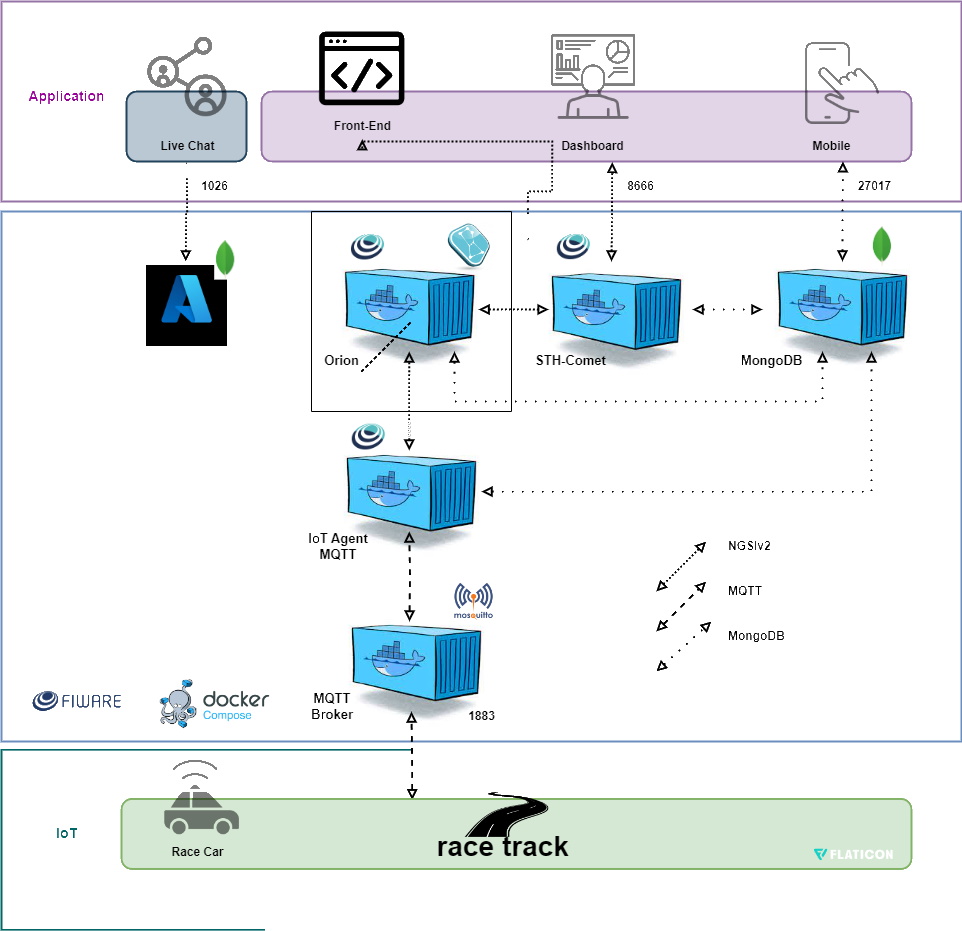 Application
Front-End
Live Chat
Dashboard
Mobile
1026
8666
27017
Orion
STH-Comet
MongoDB
IoT Agent
MQTT
NGSIv2
MQTT
MongoDB
mosquitto
FIWARE
docker
Compose
MQTT
Broker
1883
IoT
Race Car
race track
FLATICON